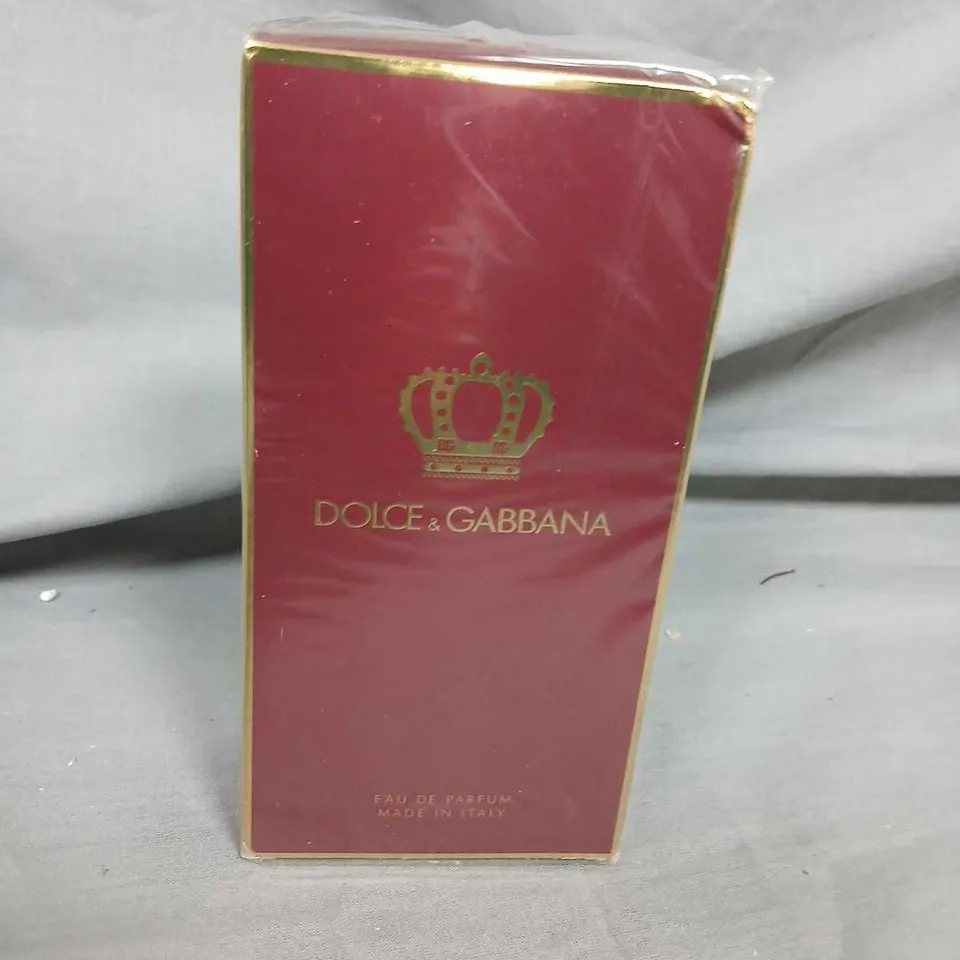 DOLCE & GABBANA
EAU DE PARFUM
MADE IN ITALY